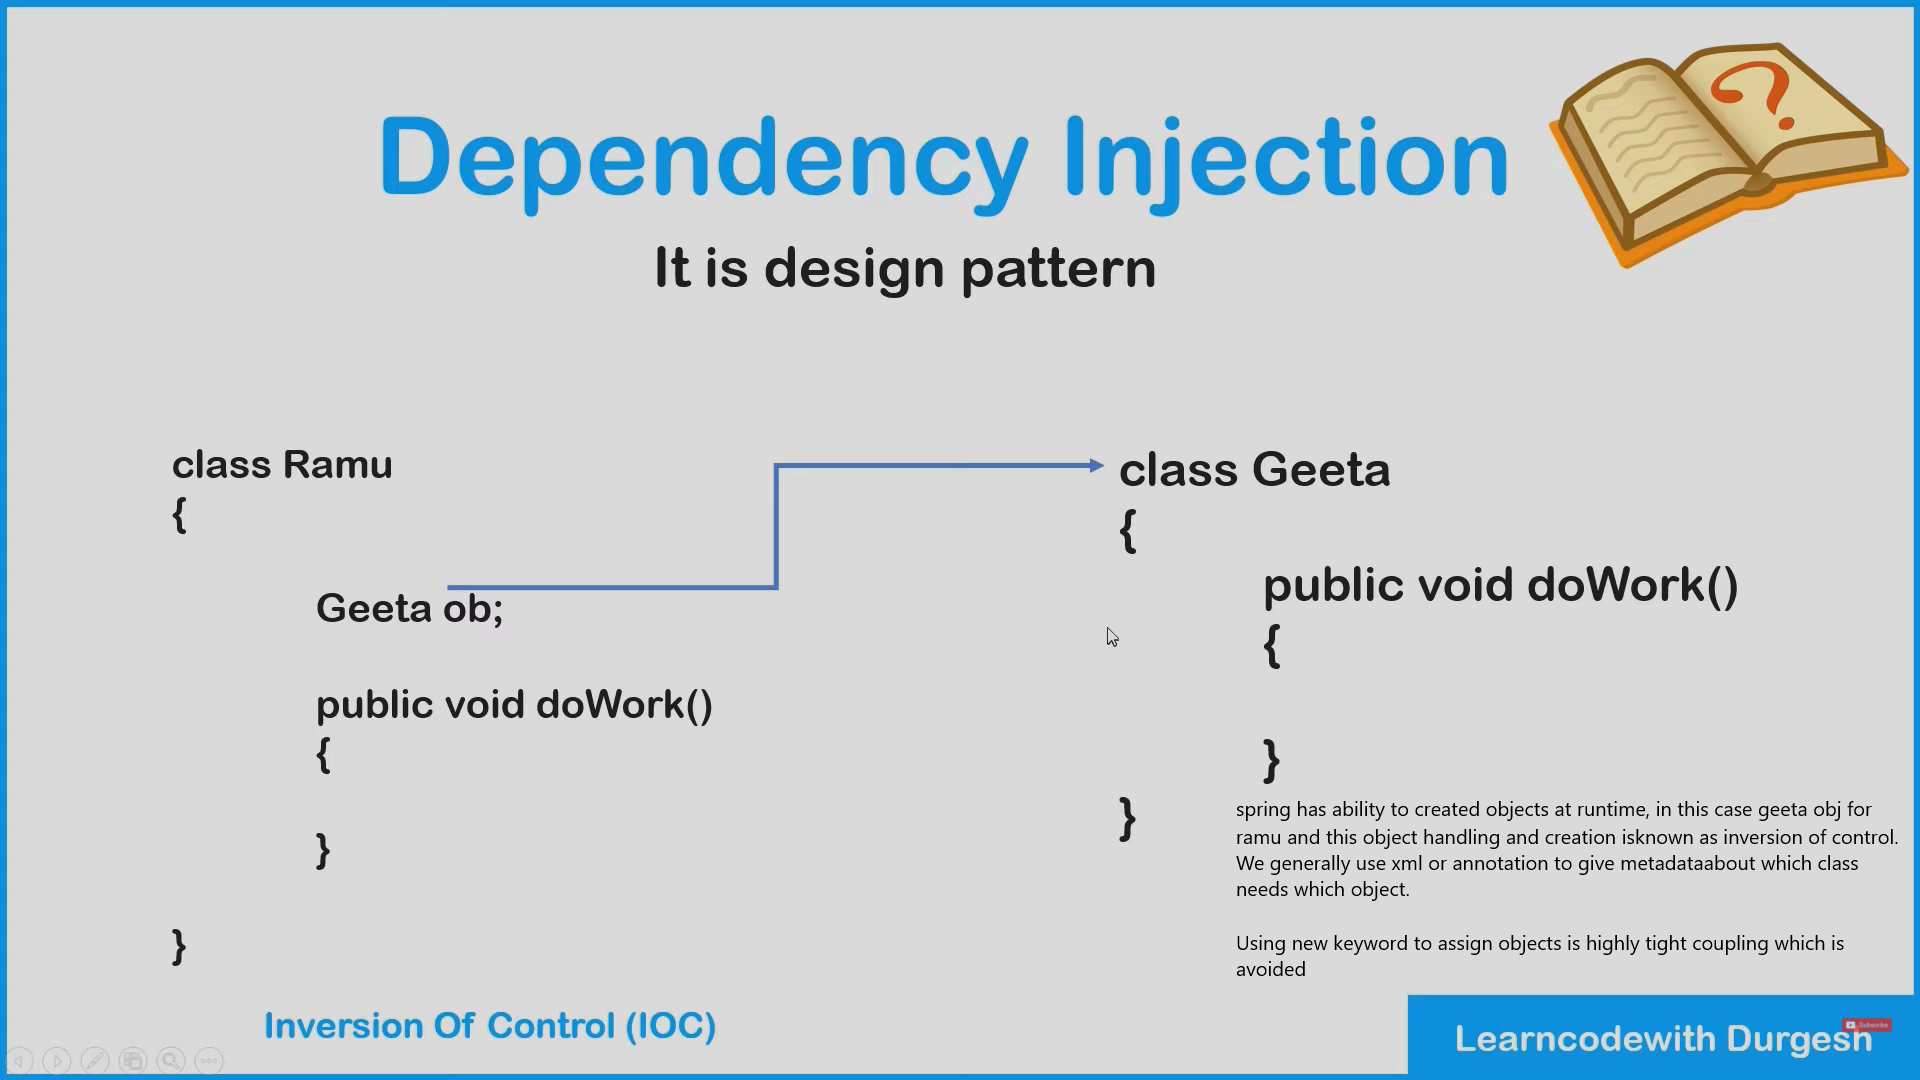 Dependency Injection
It is design pattern
class Ramu
{
Geeta ob;
public void doWork()
{
}
}
class Geeta
{
public void doWork()
{
}
}
spring has ability to created objects at runtime, in this case geeta obj for
ramu and this object handling and creation isknown as inversion of control.
We generally use xml or annotation to give metadataabout which class
needs which object.
Using new keyword to assign objects is highly tight coupling which is
avoided
Inversion Of Control (IOC)
Subscribe
Learncodewith Durgesh